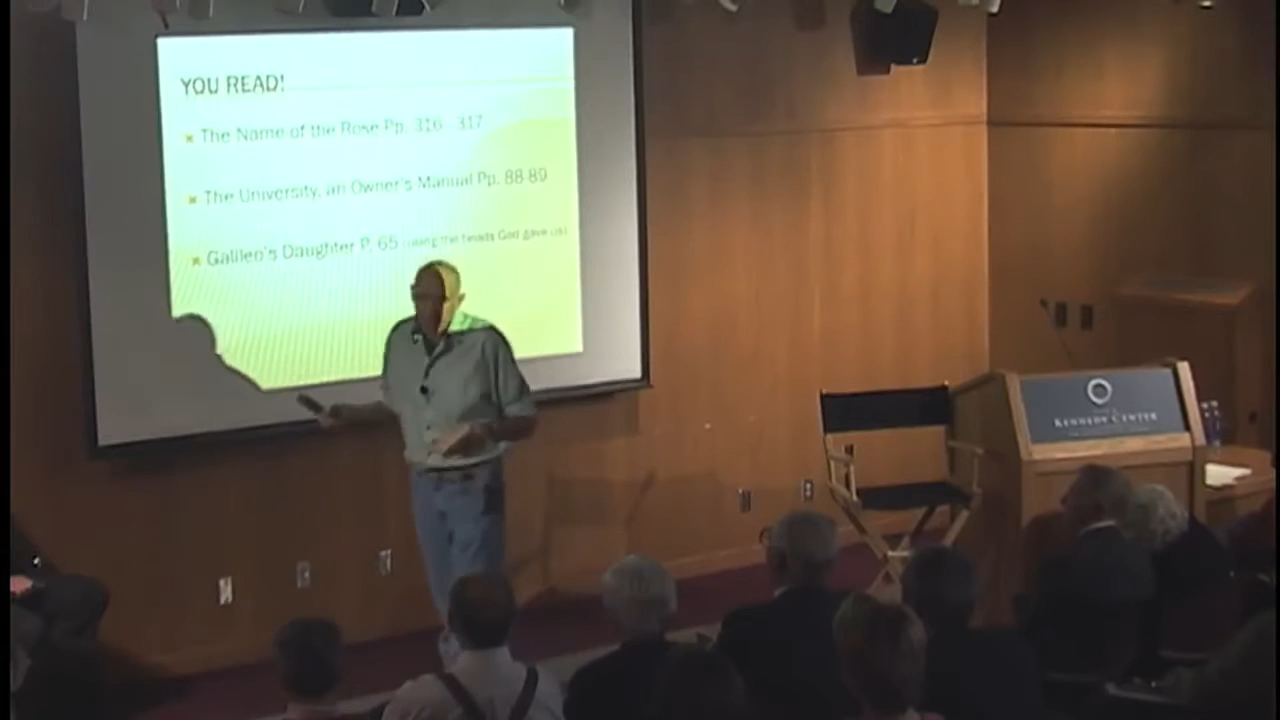 YOU READ!
The Name of the Rose Pp. 316 - 317
The University, an Owner's Manual Pp. 88-89
Galileo's Daughter P. 65 (using the heads God gave us)
KENNEDY CENTER